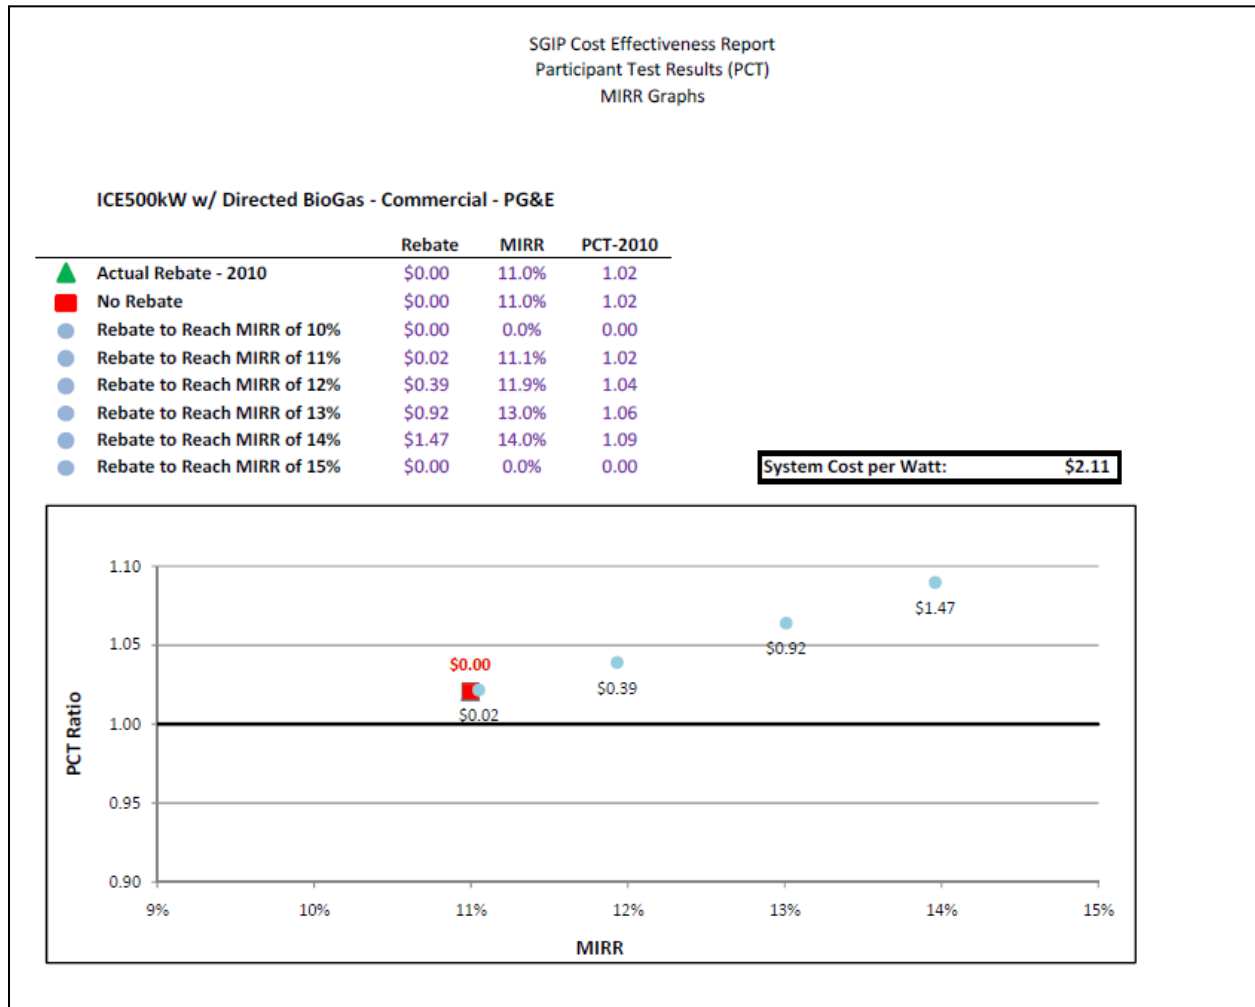 SGIP Cost Effectiveness Report
Participant Test Results (PCT)
MIRR Graphs
ICE500kW w/ Directed BioGas - Commercial - PG&E
Rebate MIRR PCT-2010
Actual Rebate - 2010 $0.00 11.0% 1.02
No Rebate $0.00 11.0% 1.02
Rebate to Reach MIRR of 10% $0.00 0.0% 0.00
Rebate to Reach MIRR of 11% $0.02 11.1% 1.02
Rebate to Reach MIRR of 12% $0.39 11.9% 1.04
Rebate to Reach MIRR of 13% $0.92 13.0% 1.06
Rebate to Reach MIRR of 14% $1.47 14.0% 1.09
Rebate to Reach MIRR of 15% $0.00 0.0% 0.00
System Cost per Watt: $2.11
PCT Ratio
1.10
1.05
1.00
0.95
0.90
$0.00
$0.02
$0.39
$0.92
$1.47
9% 10% 11% 12% 13% 14% 15%
MIRR